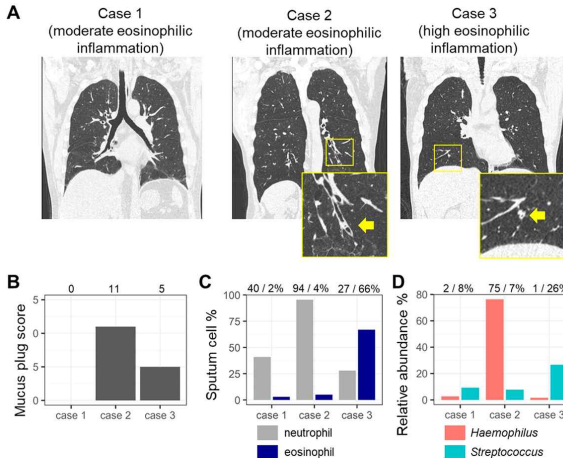 A
Case 1
(moderate eosinophilic
inflammation)
Case 2
(moderate eosinophilic
inflammation)
Case 3
(high eosinophilic
inflammation)
B
0 11 5
Mucus plug score
5
0
5
0
case 1 case 2 case 3
C
40 / 2% 94 / 4% 27 / 66%
Sputum cell %
100
75
50
25
0
case 1 case 2 case 3
neutrophil
eosinophil
D
2 / 8% 75 / 7% 1 / 26%
Relative abundance %
80
60
40
20
0
case 1 case 2 case 3
Haemophilus
Streptococcus